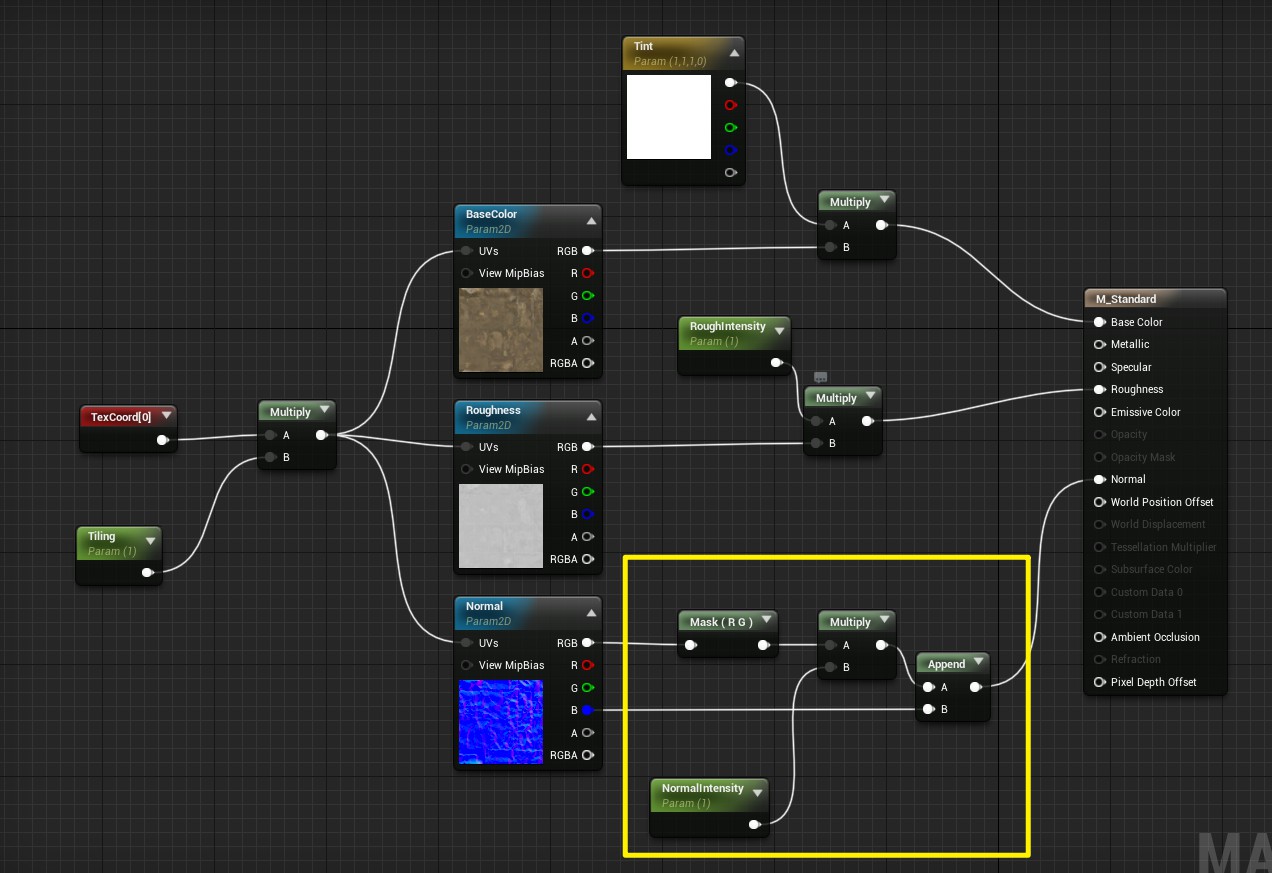 Tint
Param (1,1,1,0)
Multiply
A
B
BaseColor
Param2D
UVs RGB
View MipBias R
G
B
A
RGBA
RoughIntensity
Param (1)
Multiply
A
B
TexCoord[0]
Multiply
A
B
Tiling
Param (1)
Roughness
Param2D
UVs RGB
View MipBias R
G
B
A
RGBA
Normal
Param2D
UVs RGB
View MipBias R
G
B
A
RGBA
Mask ( R G )
Multiply
A
B
Append
A
B
NormalIntensity
Param (1)
M_Standard
Base Color
Metallic
Specular
Roughness
Emissive Color
Opacity
Opacity Mask
Normal
World Position Offset
World Displacement
Tessellation Multiplier
Subsurface Color
Custom Data 0
Custom Data 1
Ambient Occlusion
Refraction
Pixel Depth Offset
MA